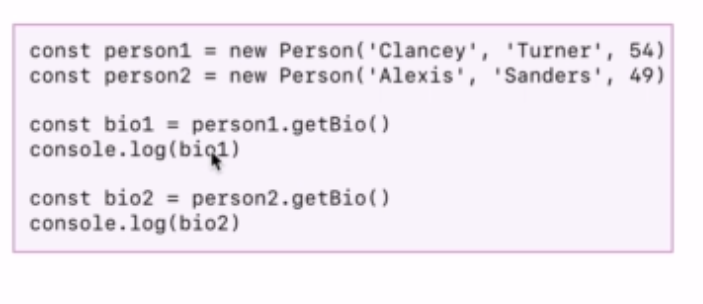 const person1 = new Person('Clancey', 'Turner', 54)
const person2 = new Person('Alexis', 'Sanders', 49)
const bio1 = person1.getBio()
console.log(bio1)
const bio2 = person2.getBio()
console.log(bio2)